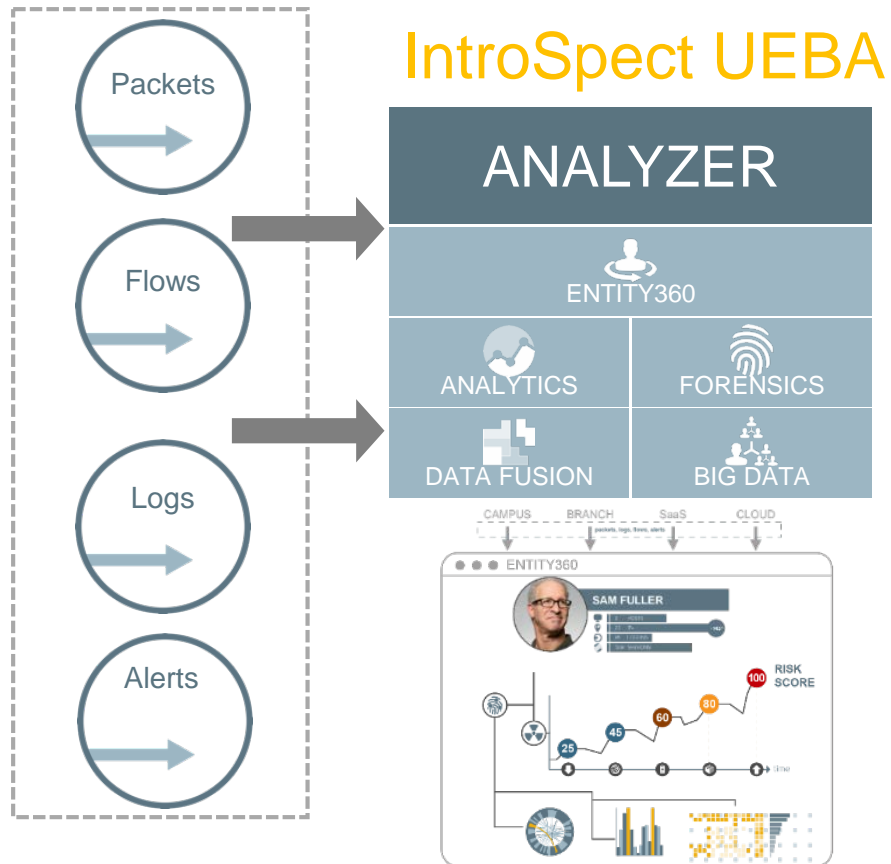 IntroSpect UEBA
Packets
Flows
Logs
Alerts
ANALYZER
ENTITY360
ANALYTICS
FORENSICS
DATA FUSION
BIG DATA
CAMPUS
BRANCH
SaaS
CLOUD
packets, logs, flows, alerts
ENTITY360
SAM FULLER
RISK
SCORE
100
80
60
45
25
time